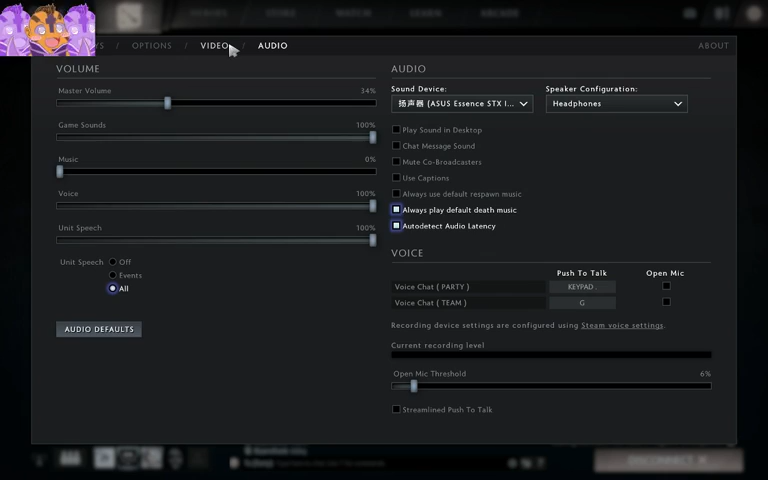 YS / OPTIONS / VIDEO / AUDIO
ABOUT
VOLUME
Master Volume 34%
Game Sounds 100%
Music 0%
Voice 100%
Unit Speech 100%
Unit Speech Off
Events
All
AUDIO DEFAULTS
AUDIO
Sound Device: Speaker Configuration:
扬声器 (ASUS Essence STX I... Headphones
Play Sound in Desktop
Chat Message Sound
Mute Co-Broadcasters
Use Captions
Always use default respawn music
Always play default death music
Autodetect Audio Latency
VOICE
Push To Talk Open Mic
Voice Chat ( PARTY ) KEYPAD .
Voice Chat ( TEAM ) G
Recording device settings are configured using Steam voice settings.
Current recording level
Open Mic Threshold 6%
Streamlined Push To Talk
DISCONNECT